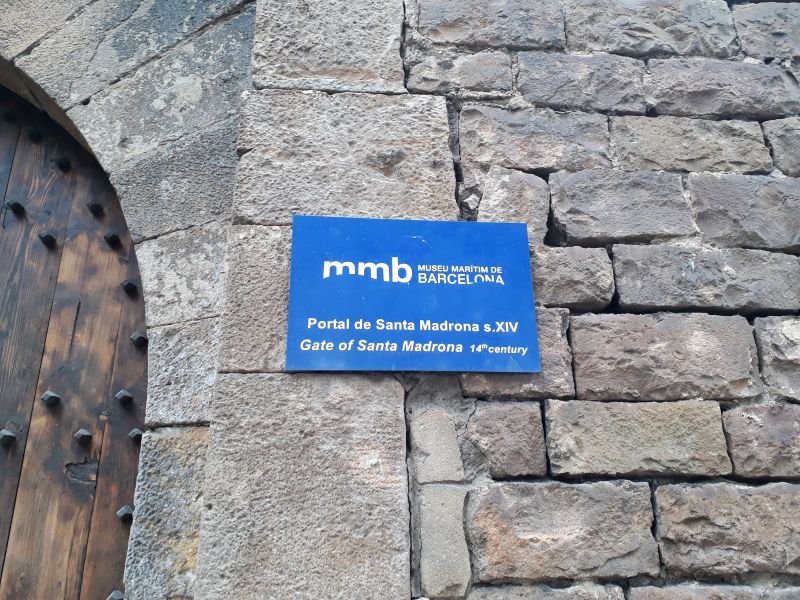 mmb MUSEU MARÍTIM DE
BARCELONA
Portal de Santa Madrona s.XIV
Gate of Santa Madrona 14th century